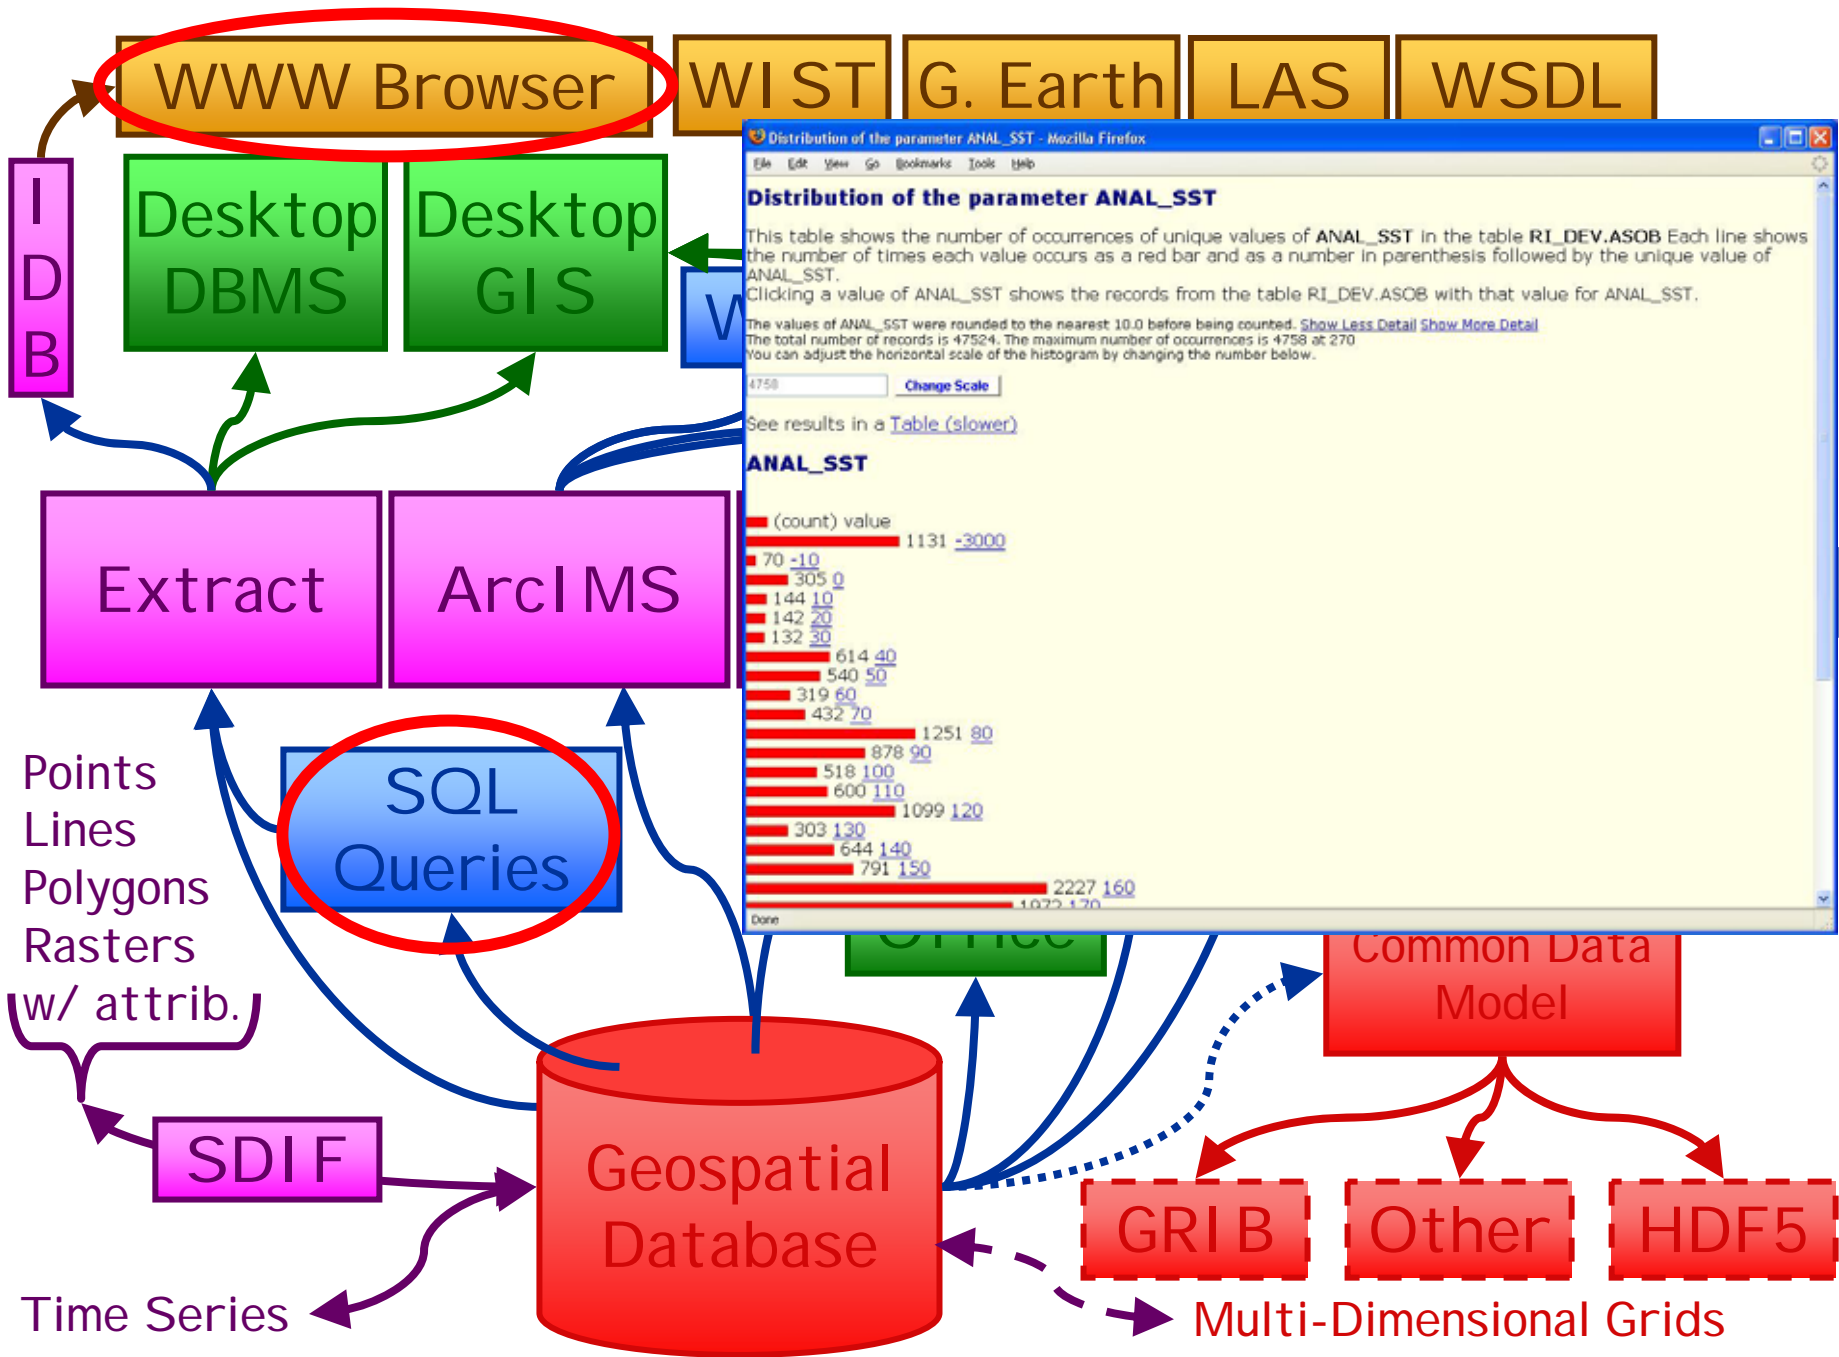 WWW Browser
WIST
G. Earth
LAS
WSDL
IDB
Desktop
DBMS
Desktop
GIS
W
Distribution of the parameter ANAL_SST - Mozilla Firefox
File Edit View Go Bookmarks Tools Help
Distribution of the parameter ANAL_SST
This table shows the number of occurrences of unique values of ANAL_SST in the table RI_DEV.ASOB Each line shows
the number of times each value occurs as a red bar and as a number in parenthesis followed by the unique value of
ANAL_SST.
Clicking a value of ANAL_SST shows the records from the table RI_DEV.ASOB with that value for ANAL_SST.
The values of ANAL_SST were rounded to the nearest 10.0 before being counted. Show Less Detail Show More Detail
The total number of records is 47524. The maximum number of occurrences is 4758 at 270
You can adjust the horizontal scale of the histogram by changing the number below.
4758 Change Scale
See results in a Table (slower)
ANAL_SST
(count) value
1131 -3000
70 -10
305 0
144 10
142 20
132 30
614 40
540 50
319 60
432 70
1251 80
878 90
518 100
600 110
1099 120
303 130
644 140
791 150
2227 160
1972 170
Done
Extract
ArcIMS
SQL
Queries
Points
Lines
Polygons
Rasters
w/ attrib.
Office
Common Data
Model
SDIF
Geospatial
Database
GRIB
Other
HDF5
Time Series
Multi-Dimensional Grids